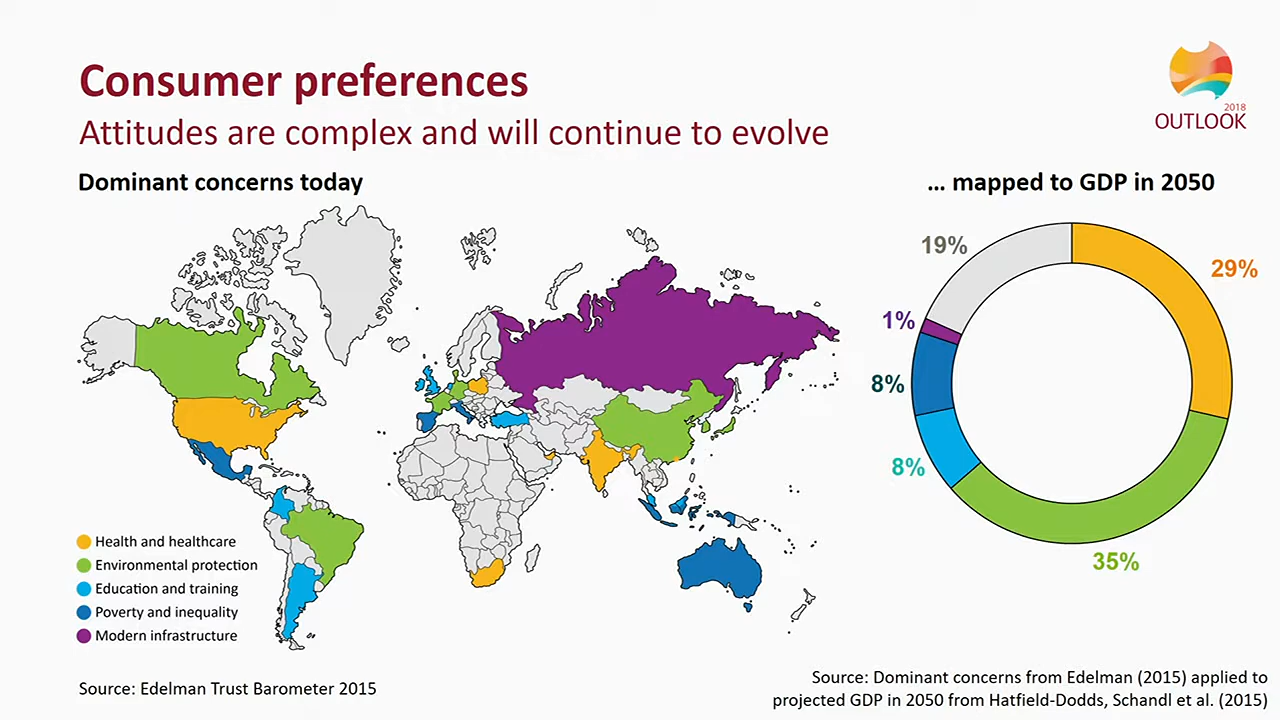 Consumer preferences
Attitudes are complex and will continue to evolve
2018
OUTLOOK
Dominant concerns today
... mapped to GDP in 2050
19%
29%
1%
8%
8%
35%
Health and healthcare
Environmental protection
Education and training
Poverty and inequality
Modern infrastructure
Source: Edelman Trust Barometer 2015
Source: Dominant concerns from Edelman (2015) applied to
projected GDP in 2050 from Hatfield-Dodds, Schandl et al. (2015)